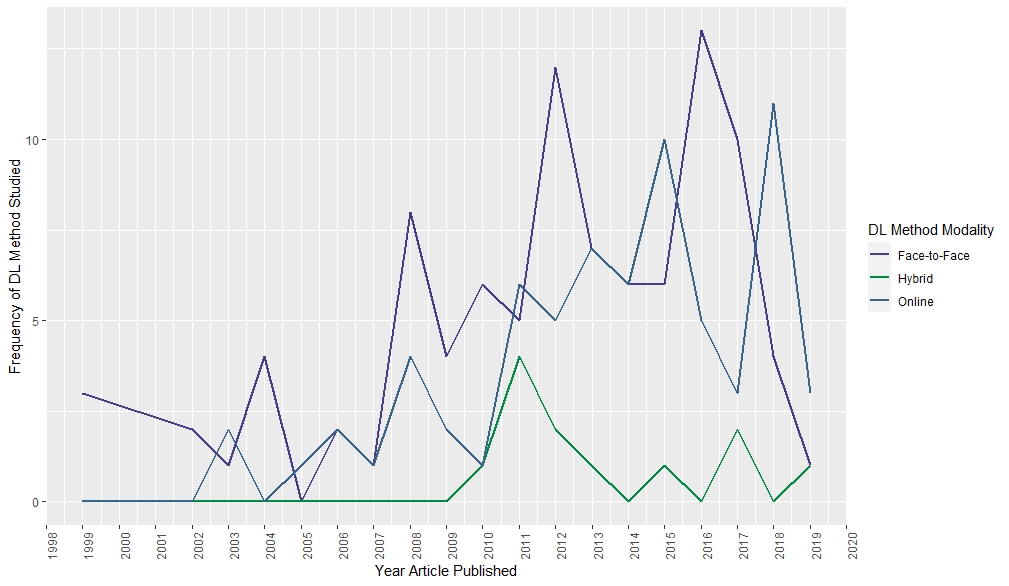 Frequency of DL Method Studied
10
5
0
1998 1999 2000 2001 2002 2003 2004 2005 2006 2007 2008 2009 2010 2011 2012 2013 2014 2015 2016 2017 2018 2019 2020
Year Article Published
DL Method Modality
Face-to-Face
Hybrid
Online